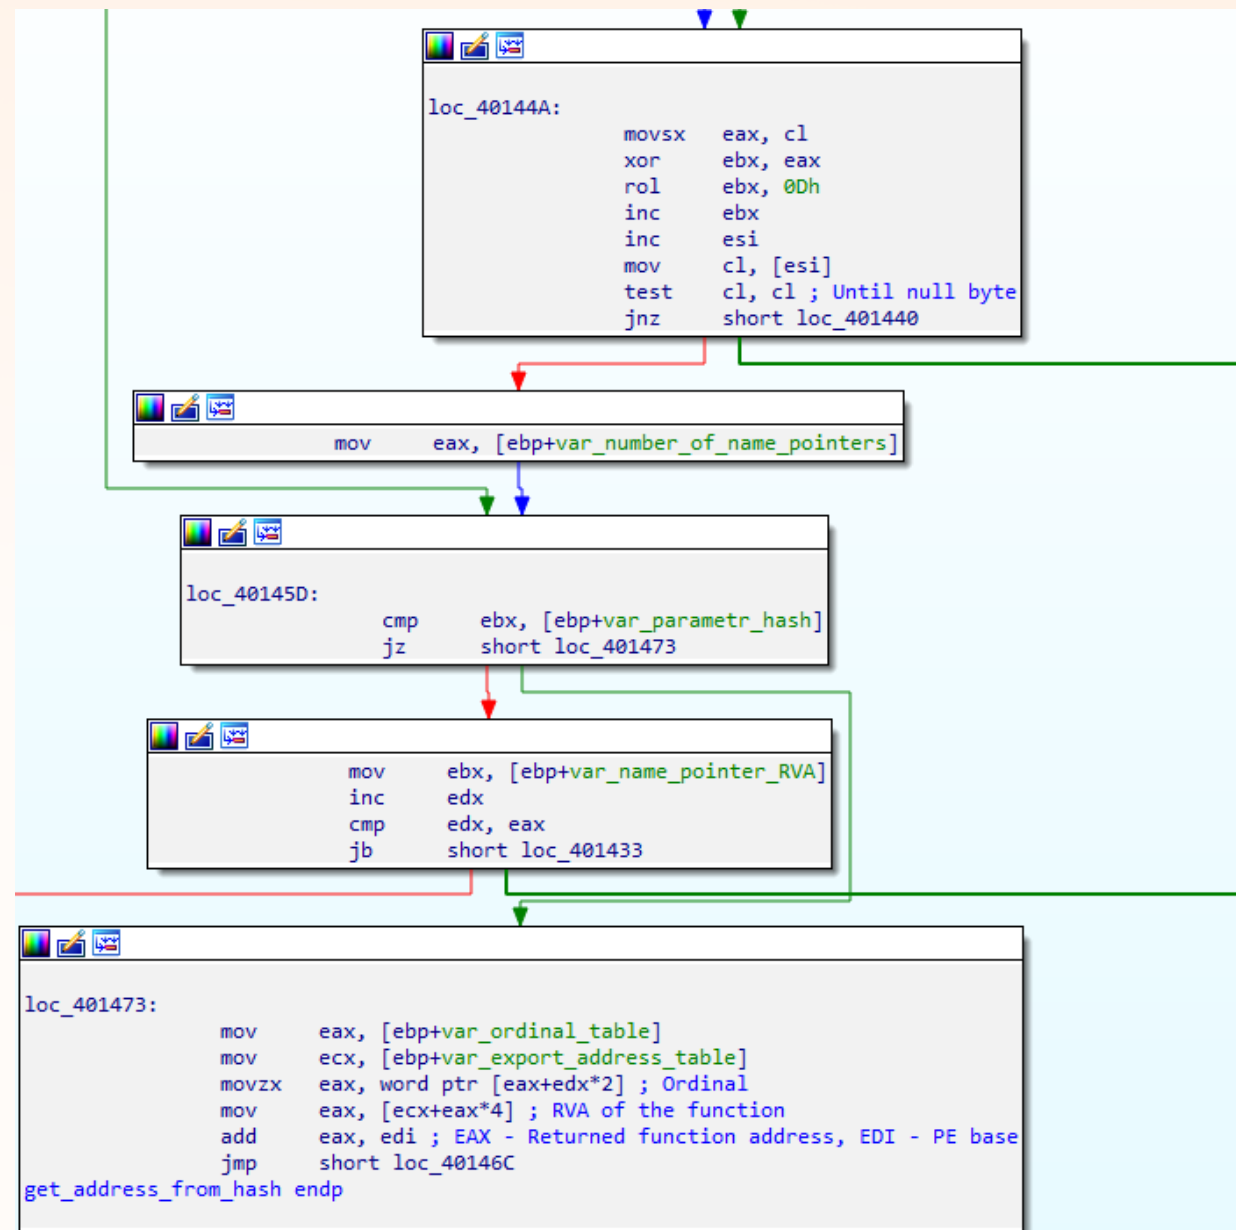 loc_40144A:
movsx eax, cl
xor ebx, eax
rol ebx, 0Dh
inc ebx
inc esi
mov cl, [esi]
test cl, cl ; Until null byte
jnz short loc_401440
mov eax, [ebp+var_number_of_name_pointers]
loc_40145D:
cmp ebx, [ebp+var_parametr_hash]
jz short loc_401473
mov ebx, [ebp+var_name_pointer_RVA]
inc edx
cmp edx, eax
jb short loc_401433
loc_401473:
mov eax, [ebp+var_ordinal_table]
mov ecx, [ebp+var_export_address_table]
movzx eax, word ptr [eax+edx*2] ; Ordinal
mov eax, [ecx+eax*4] ; RVA of the function
add eax, edi ; EAX - Returned function address, EDI - PE base
jmp short loc_40146C
get_address_from_hash endp